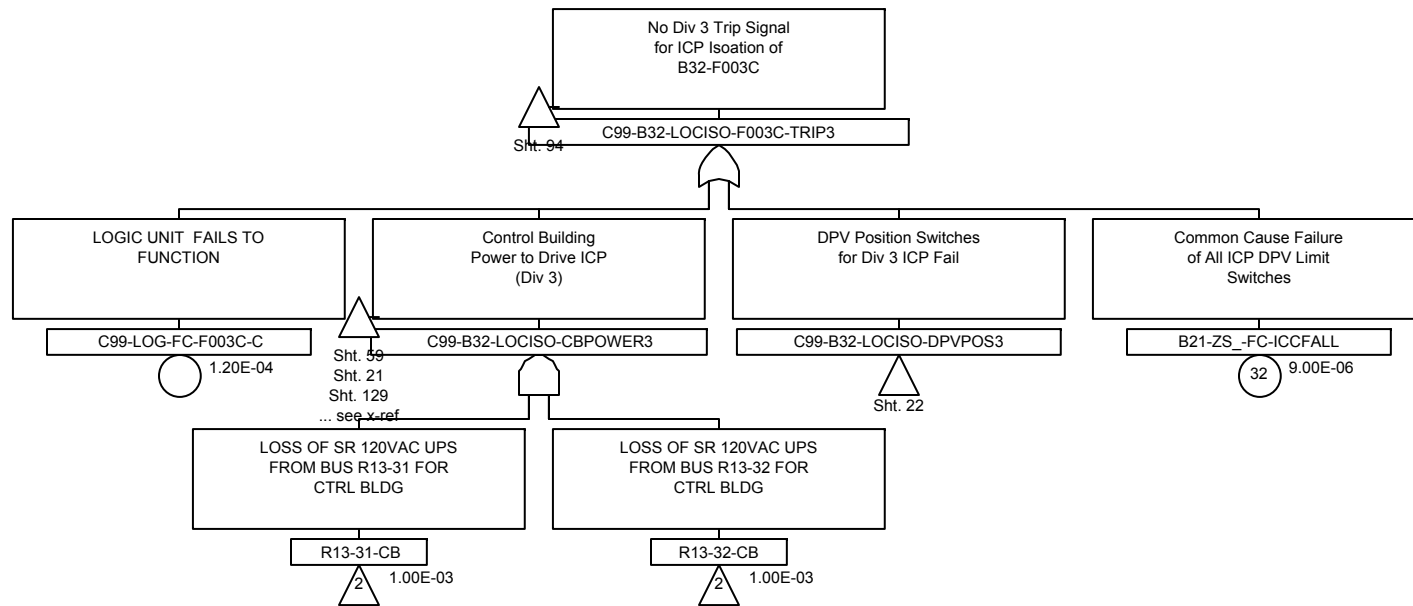 No Div 3 Trip Signal
for ICP Isoation of
B32-F003C
C99-B32-LOCISO-F003C-TRIP3
Sht. 94
LOGIC UNIT FAILS TO
FUNCTION
C99-LOG-FC-F003C-C
1.20E-04
Control Building
Power to Drive ICP
(Div 3)
C99-B32-LOCISO-CBPOWER3
Sht. 59
Sht. 21
Sht. 129
... see x-ref
DPV Position Switches
for Div 3 ICP Fail
C99-B32-LOCISO-DPVPOS3
Sht. 22
Common Cause Failure
of All ICP DPV Limit
Switches
B21-ZS_-FC-ICCFALL
32
9.00E-06
LOSS OF SR 120VAC UPS
FROM BUS R13-31 FOR
CTRL BLDG
R13-31-CB
2
1.00E-03
LOSS OF SR 120VAC UPS
FROM BUS R13-32 FOR
CTRL BLDG
R13-32-CB
2
1.00E-03